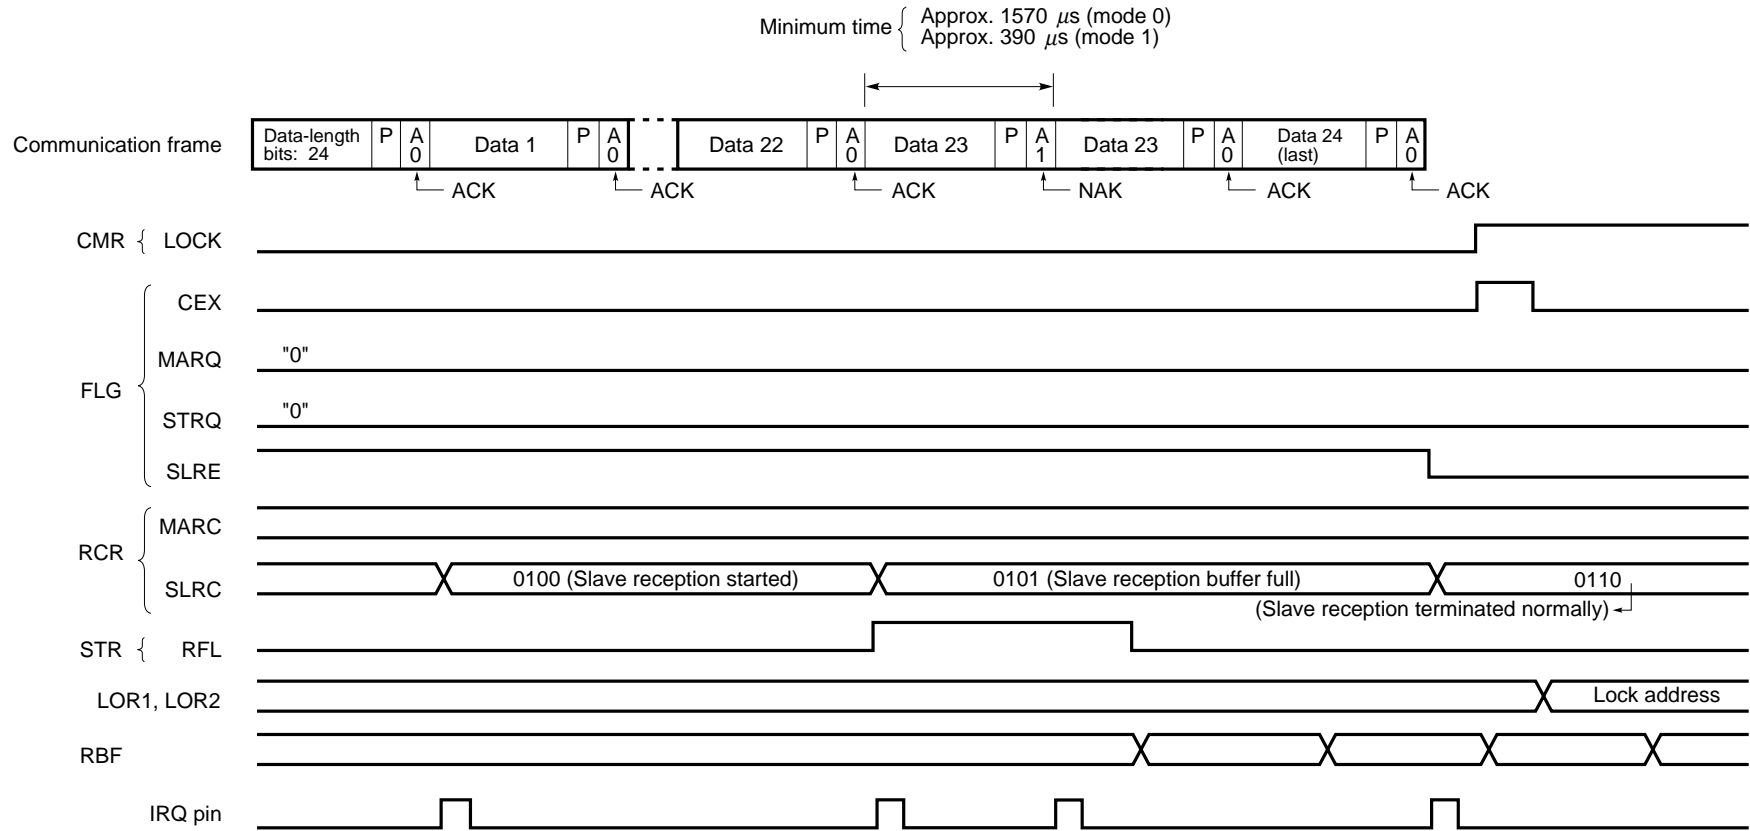 Minimum time { Approx. 1570 μs (mode 0)
Approx. 390 μs (mode 1)
Communication frame
Data-length bits: 24 P A 0 Data 1 P A 0 Data 22 P A 0 Data 23 P A 1 Data 23 P A 0 Data 24 (last) P A 0
ACK ACK ACK NAK ACK ACK
CMR { LOCK
FLG
CEX
MARQ "0"
STRQ "0"
SLRE
RCR
MARC
SLRC 0100 (Slave reception started) 0101 (Slave reception buffer full) 0110
(Slave reception terminated normally)
STR { RFL
LOR1, LOR2 Lock address
RBF
IRQ pin